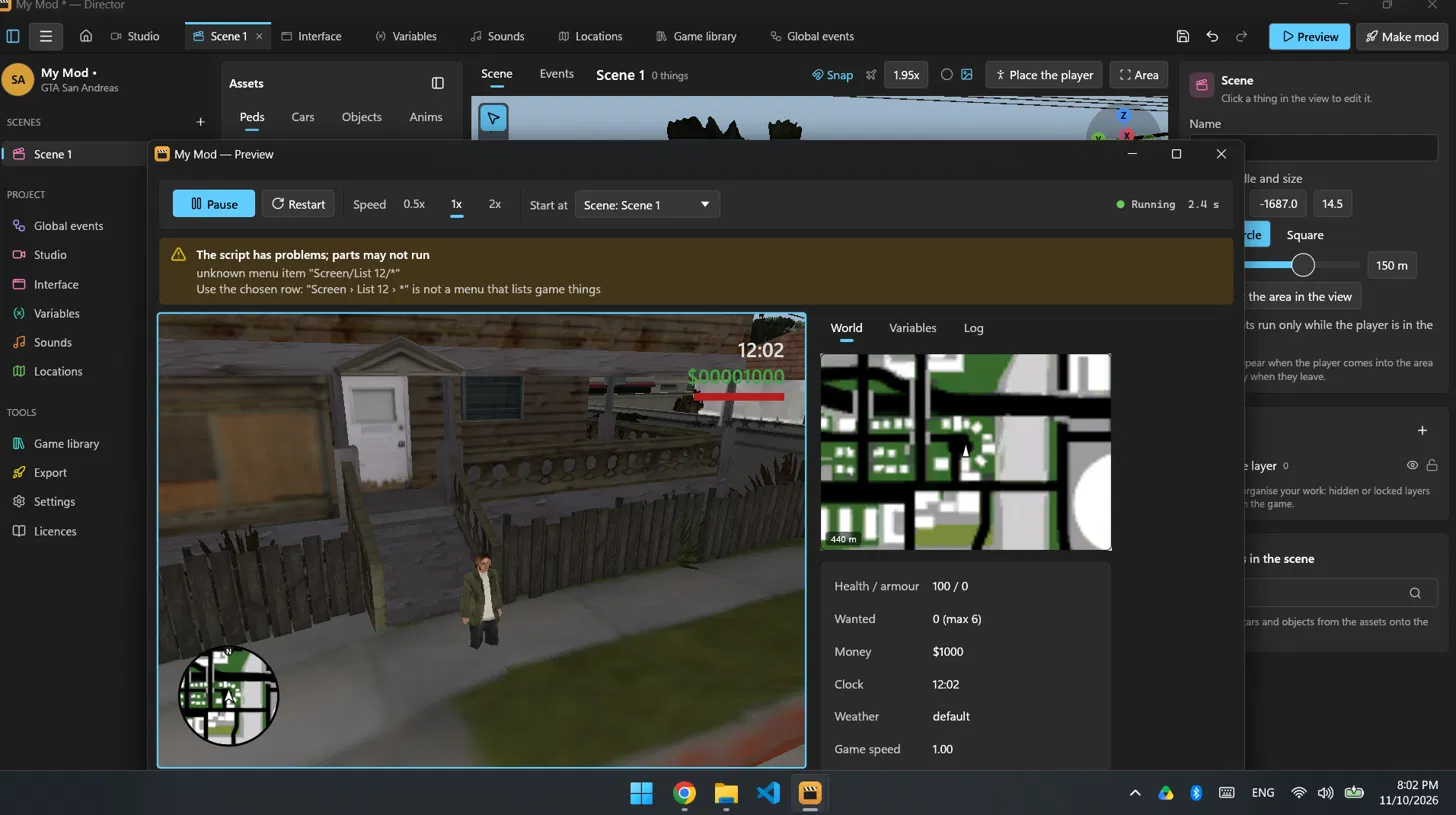 My Mod * — Director
Studio
Scene 1
Interface
Variables
Sounds
Locations
Game library
Global events
Preview
Make mod
SA
My Mod •
GTA San Andreas
SCENES
Scene 1
PROJECT
Global events
Studio
Interface
Variables
Sounds
Locations
TOOLS
Game library
Export
Settings
Licences
Assets
Peds
Cars
Objects
Anims
Scene
Events
Scene 1 0 things
Snap
1.95x
Place the player
Area
Z
X
Scene
Click a thing in the view to edit it.
Name
-1687.0
14.5
Square
150 m
the area in the view
run only while the player is in the
when the player comes into the area
when they leave.
layer 0
your work: hidden or locked layers
the game.
in the scene
and objects from the assets onto the
My Mod — Preview
Pause
Restart
Speed
0.5x
1x
2x
Start at
Scene: Scene 1
Running 2.4 s
The script has problems; parts may not run
unknown menu item "Screen/List 12/*"
Use the chosen row: "Screen › List 12 › *" is not a menu that lists game things
12:02
$00001000
N
World
Variables
Log
440 m
Health / armour 100 / 0
Wanted 0 (max 6)
Money $1000
Clock 12:02
Weather default
Game speed 1.00
ENG
8:02 PM
11/10/2026